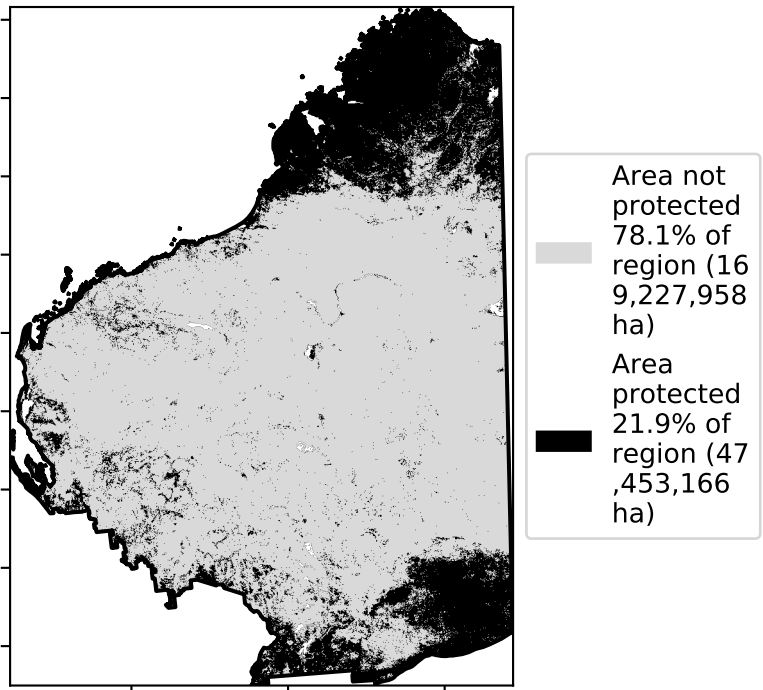 Area not
protected
78.1% of
region (16
9,227,958
ha)
Area
protected
21.9% of
region (47
,453,166
ha)